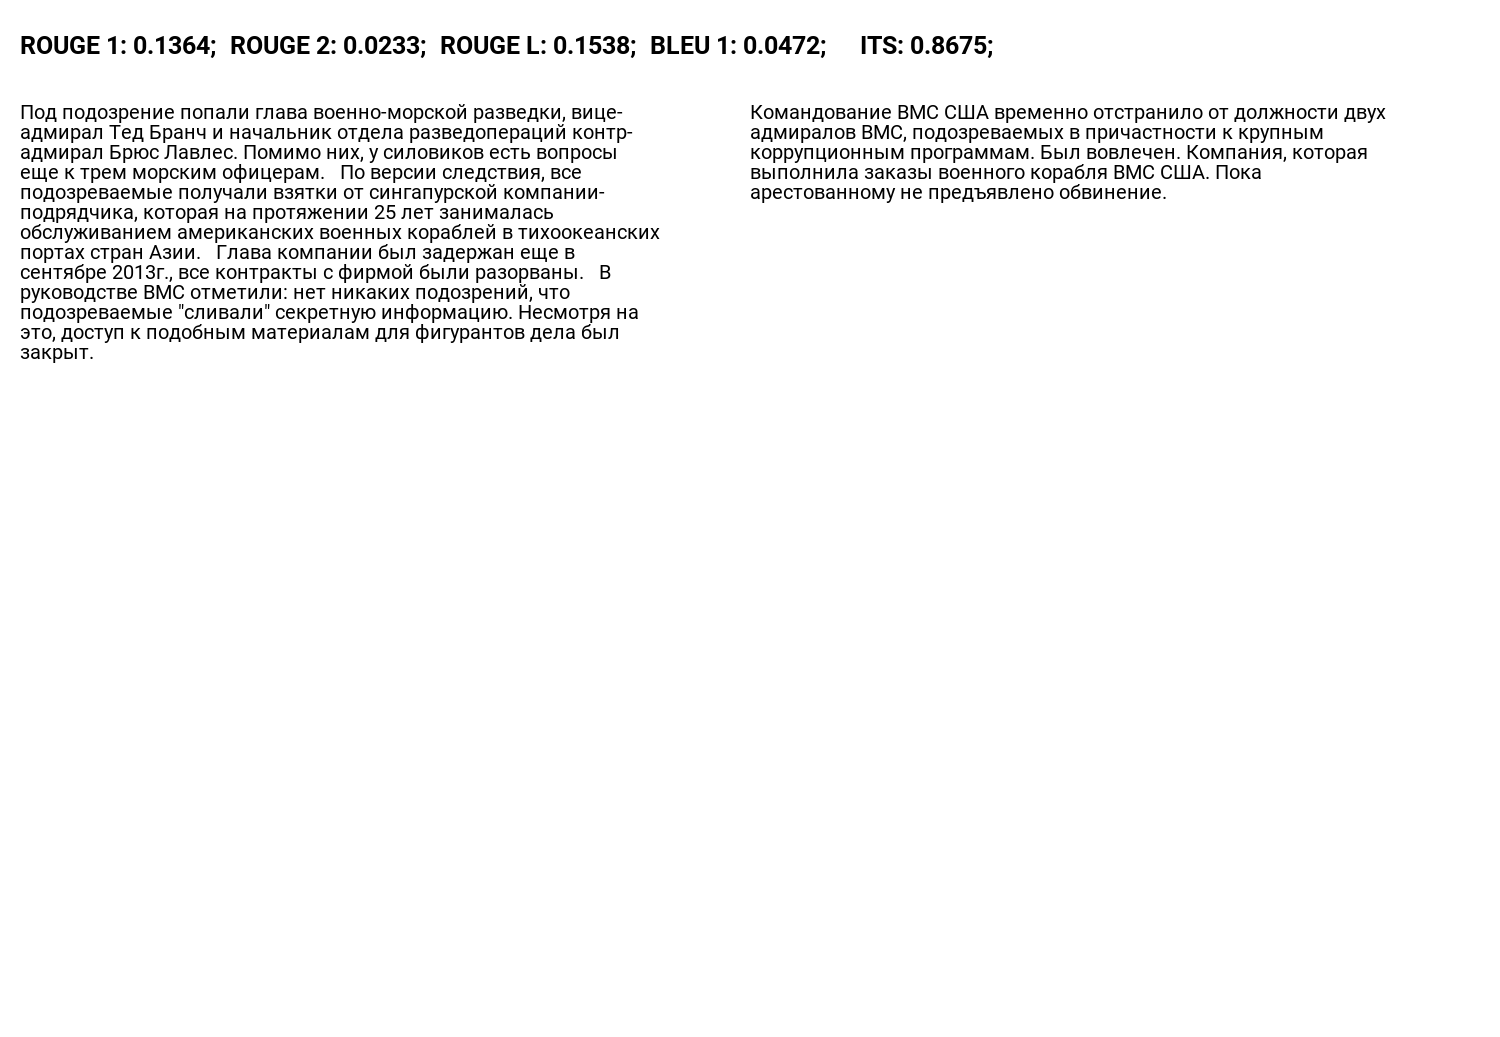 ROUGE 1: 0.1364;  ROUGE 2: 0.0233;  ROUGE L: 0.1538;  BLEU 1: 0.0472;     ITS: 0.8675;
Под подозрение попали глава военно-морской разведки, вице-
адмирал Тед Бранч и начальник отдела разведопераций контр-
адмирал Брюс Лавлес. Помимо них, у силовиков есть вопросы
еще к трем морским офицерам.   По версии следствия, все
подозреваемые получали взятки от сингапурской компании-
подрядчика, которая на протяжении 25 лет занималась
обслуживанием американских военных кораблей в тихоокеанских
портах стран Азии.   Глава компании был задержан еще в
сентябре 2013г., все контракты с фирмой были разорваны.   В
руководстве ВМС отметили: нет никаких подозрений, что
подозреваемые "сливали" секретную информацию. Несмотря на
это, доступ к подобным материалам для фигурантов дела был
закрыт.
Командование ВМС США временно отстранило от должности двух
адмиралов ВМС, подозреваемых в причастности к крупным
коррупционным программам. Был вовлечен. Компания, которая
выполнила заказы военного корабля ВМС США. Пока
арестованному не предъявлено обвинение.